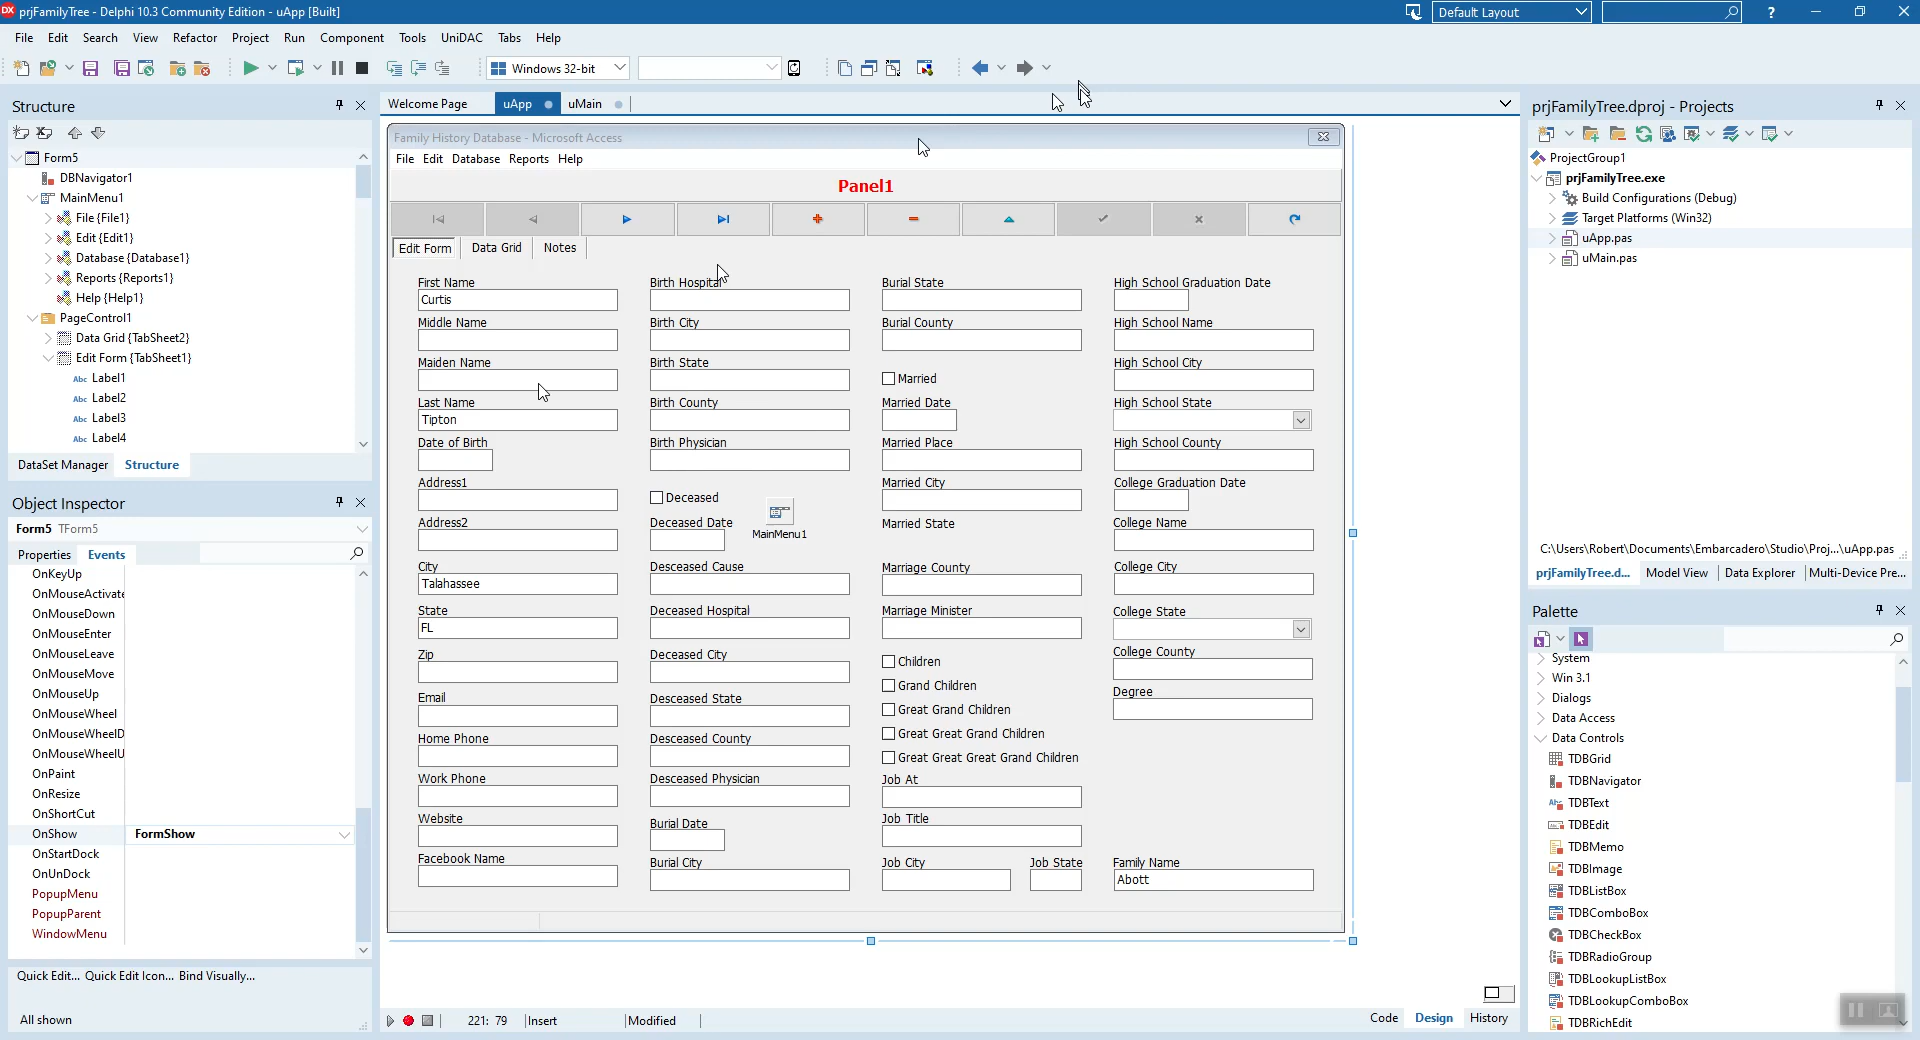 DX prjFamilyTree - Delphi 10.3 Community Edition - uApp [Built]
Default Layout
?
File Edit Search View Refactor Project Run Component Tools UniDAC Tabs Help
Windows 32-bit
Structure
Form5
DBNavigator1
MainMenu1
File {File1}
Edit {Edit1}
Database {Database1}
Reports {Reports1}
Help {Help1}
PageControl1
Data Grid {TabSheet2}
Edit Form {TabSheet1}
Abc Label1
Abc Label2
Abc Label3
Abc Label4
DataSet Manager Structure
Object Inspector
Form5 TForm5
Properties Events
OnKeyUp
OnMouseActivate
OnMouseDown
OnMouseEnter
OnMouseLeave
OnMouseMove
OnMouseUp
OnMouseWheel
OnMouseWheelD
OnMouseWheelU
OnPaint
OnResize
OnShortCut
OnShow FormShow
OnStartDock
OnUnDock
PopupMenu
PopupParent
WindowMenu
Quick Edit... Quick Edit Icon... Bind Visually...
All shown
Welcome Page uApp uMain
Family History Database - Microsoft Access
File Edit Database Reports Help
Panel1
Edit Form Data Grid Notes
First Name
Curtis
Middle Name
Maiden Name
Last Name
Tipton
Date of Birth
Address1
Address2
City
Talahassee
State
FL
Zip
Email
Home Phone
Work Phone
Website
Facebook Name
Birth Hospital
Birth City
Birth State
Birth County
Birth Physician
Deceased
Deceased Date
MainMenu1
Desceased Cause
Deceased Hospital
Deceased City
Desceased State
Desceased County
Desceased Physician
Burial Date
Burial City
Burial State
Burial County
Married
Married Date
Married Place
Married City
Married State
Marriage County
Marriage Minister
Children
Grand Children
Great Grand Children
Great Great Grand Children
Great Great Great Grand Children
Job At
Job Title
Job City Job State
High School Graduation Date
High School Name
High School City
High School State
High School County
College Graduation Date
College Name
College City
College State
College County
Degree
Family Name
Abott
221: 79 Insert Modified
Code Design History
prjFamilyTree.dproj - Projects
ProjectGroup1
prjFamilyTree.exe
Build Configurations (Debug)
Target Platforms (Win32)
uApp.pas
uMain.pas
C:\Users\Robert\Documents\Embarcadero\Studio\Proj...\uApp.pas
prjFamilyTree.d... Model View Data Explorer Multi-Device Pre...
Palette
System
Win 3.1
Dialogs
Data Access
Data Controls
TDBGrid
TDBNavigator
TDBText
TDBEdit
TDBMemo
TDBImage
TDBListBox
TDBComboBox
TDBCheckBox
TDBRadioGroup
TDBLookupListBox
TDBLookupComboBox
TDBRichEdit